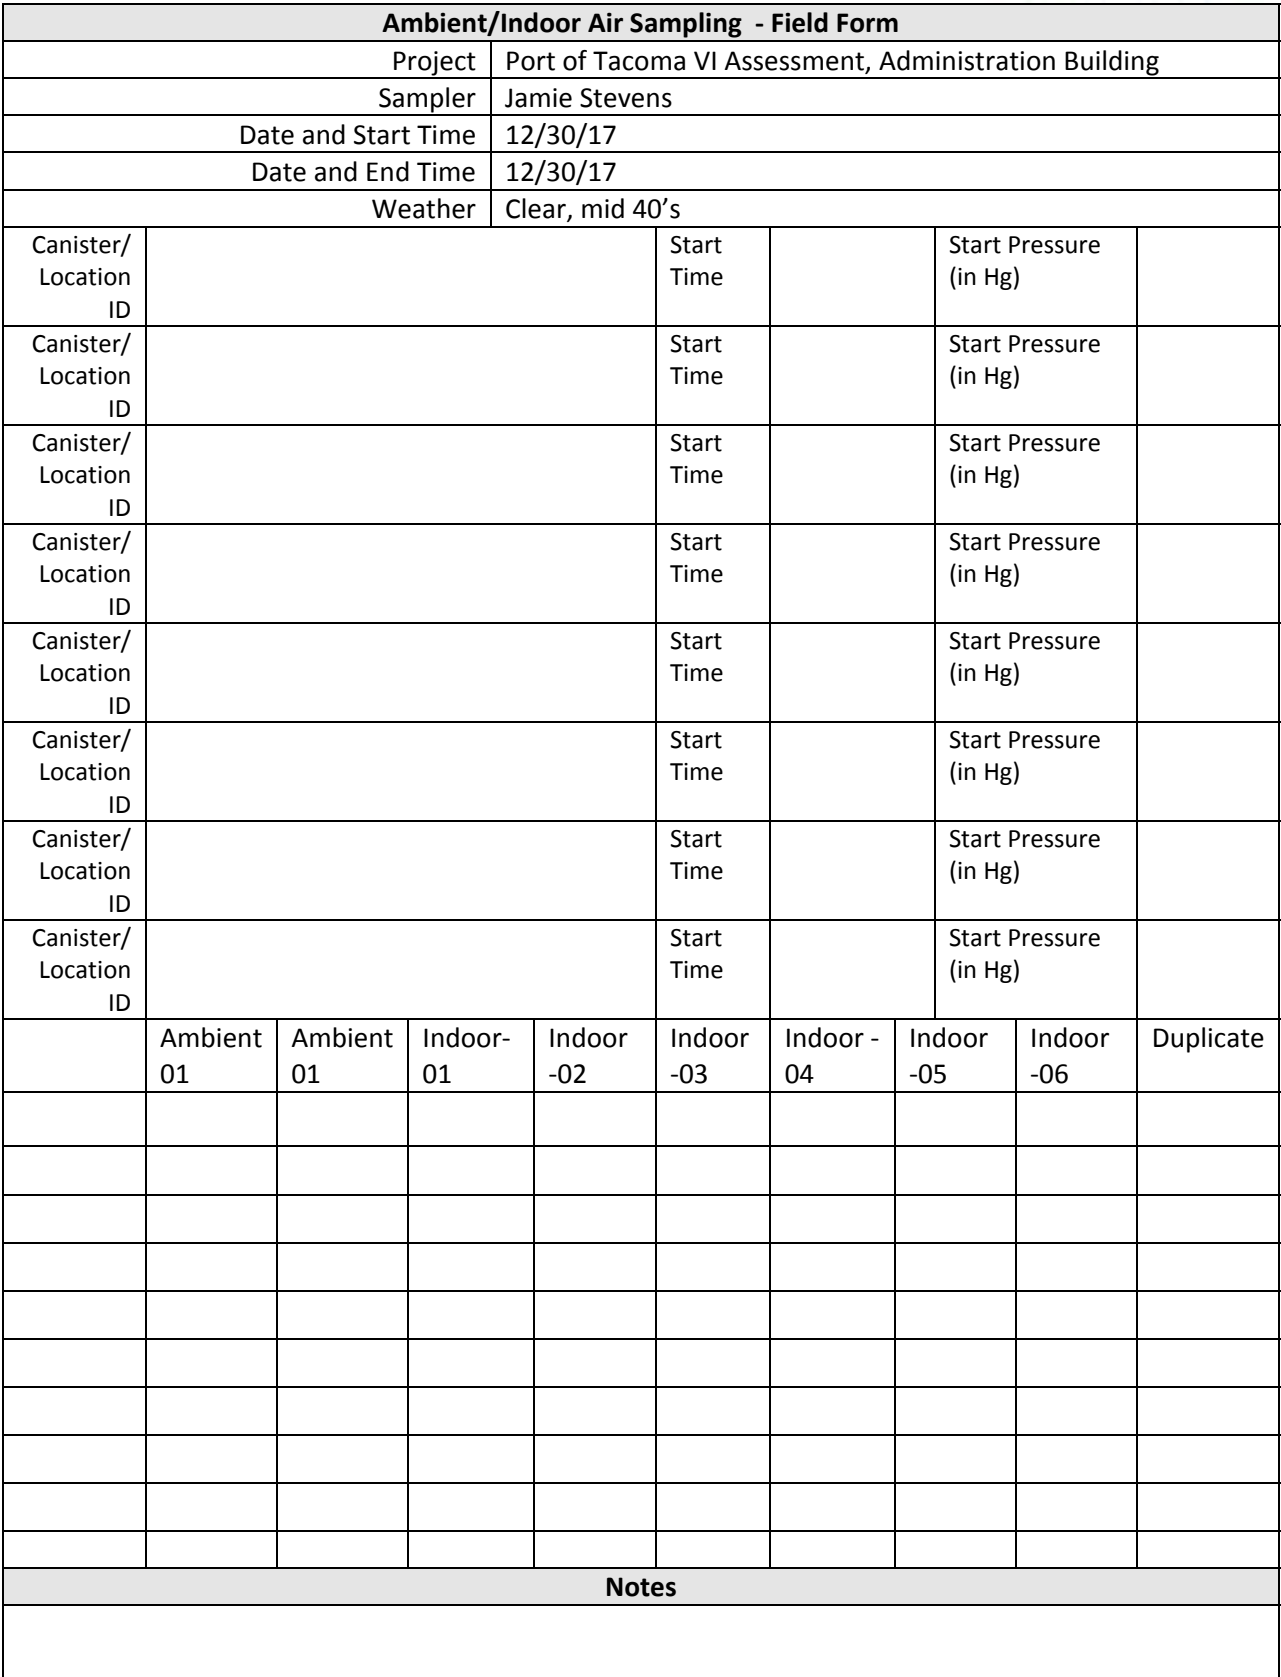 Ambient/Indoor Air Sampling - Field Form
Project Port of Tacoma VI Assessment, Administration Building
Sampler Jamie Stevens
Date and Start Time 12/30/17
Date and End Time 12/30/17
Weather Clear, mid 40’s
Canister/ Start Start Pressure
Location Time (in Hg)
ID
Canister/ Start Start Pressure
Location Time (in Hg)
ID
Canister/ Start Start Pressure
Location Time (in Hg)
ID
Canister/ Start Start Pressure
Location Time (in Hg)
ID
Canister/ Start Start Pressure
Location Time (in Hg)
ID
Canister/ Start Start Pressure
Location Time (in Hg)
ID
Canister/ Start Start Pressure
Location Time (in Hg)
ID
Canister/ Start Start Pressure
Location Time (in Hg)
ID
Ambient Ambient Indoor- Indoor Indoor Indoor - Indoor Indoor Duplicate
01 01 01 -02 -03 04 -05 -06
Notes